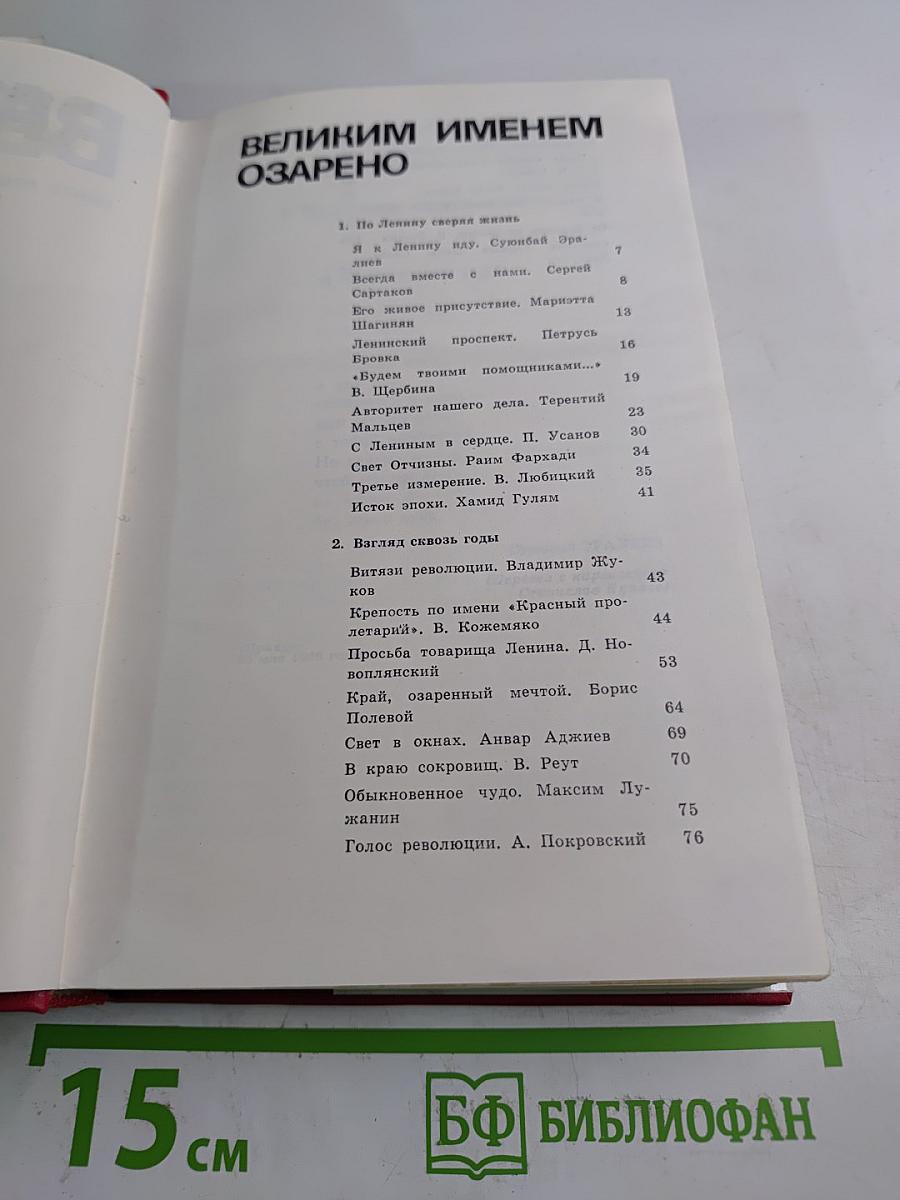 ВЕЛИКИМ ИМЕНЕМ
ОЗАРЕНО
1. По Ленину сверяя жизнь
Я к Ленину иду. Суюнбай Эра-
лиев 7
Всегда вместе с нами. Сергей
Сартаков 8
Его живое присутствие. Мариэтта
Шагинян 13
Ленинский проспект. Петрусь
Бровка 16
«Будем твоими помощниками...»
В. Щербина 19
Авторитет нашего дела. Терентий
Мальцев 23
С Лениным в сердце. П. Усанов 30
Свет Отчизны. Раим Фархади 34
Третье измерение. В. Любицкий 35
Исток эпохи. Хамид Гулям 41
2. Взгляд сквозь годы
Витязи революции. Владимир Жу-
ков 43
Крепость по имени «Красный про-
летарий». В. Кожемяко 44
Просьба товарища Ленина. Д. Но-
воплянский 53
Край, озаренный мечтой. Борис
Полевой 64
Свет в окнах. Анвар Аджиев 69
В краю сокровищ. В. Реут 70
Обыкновенное чудо. Максим Лу-
жанин 75
Голос революции. А. Покровский 76
15 см
БФ БИБЛИОФАН